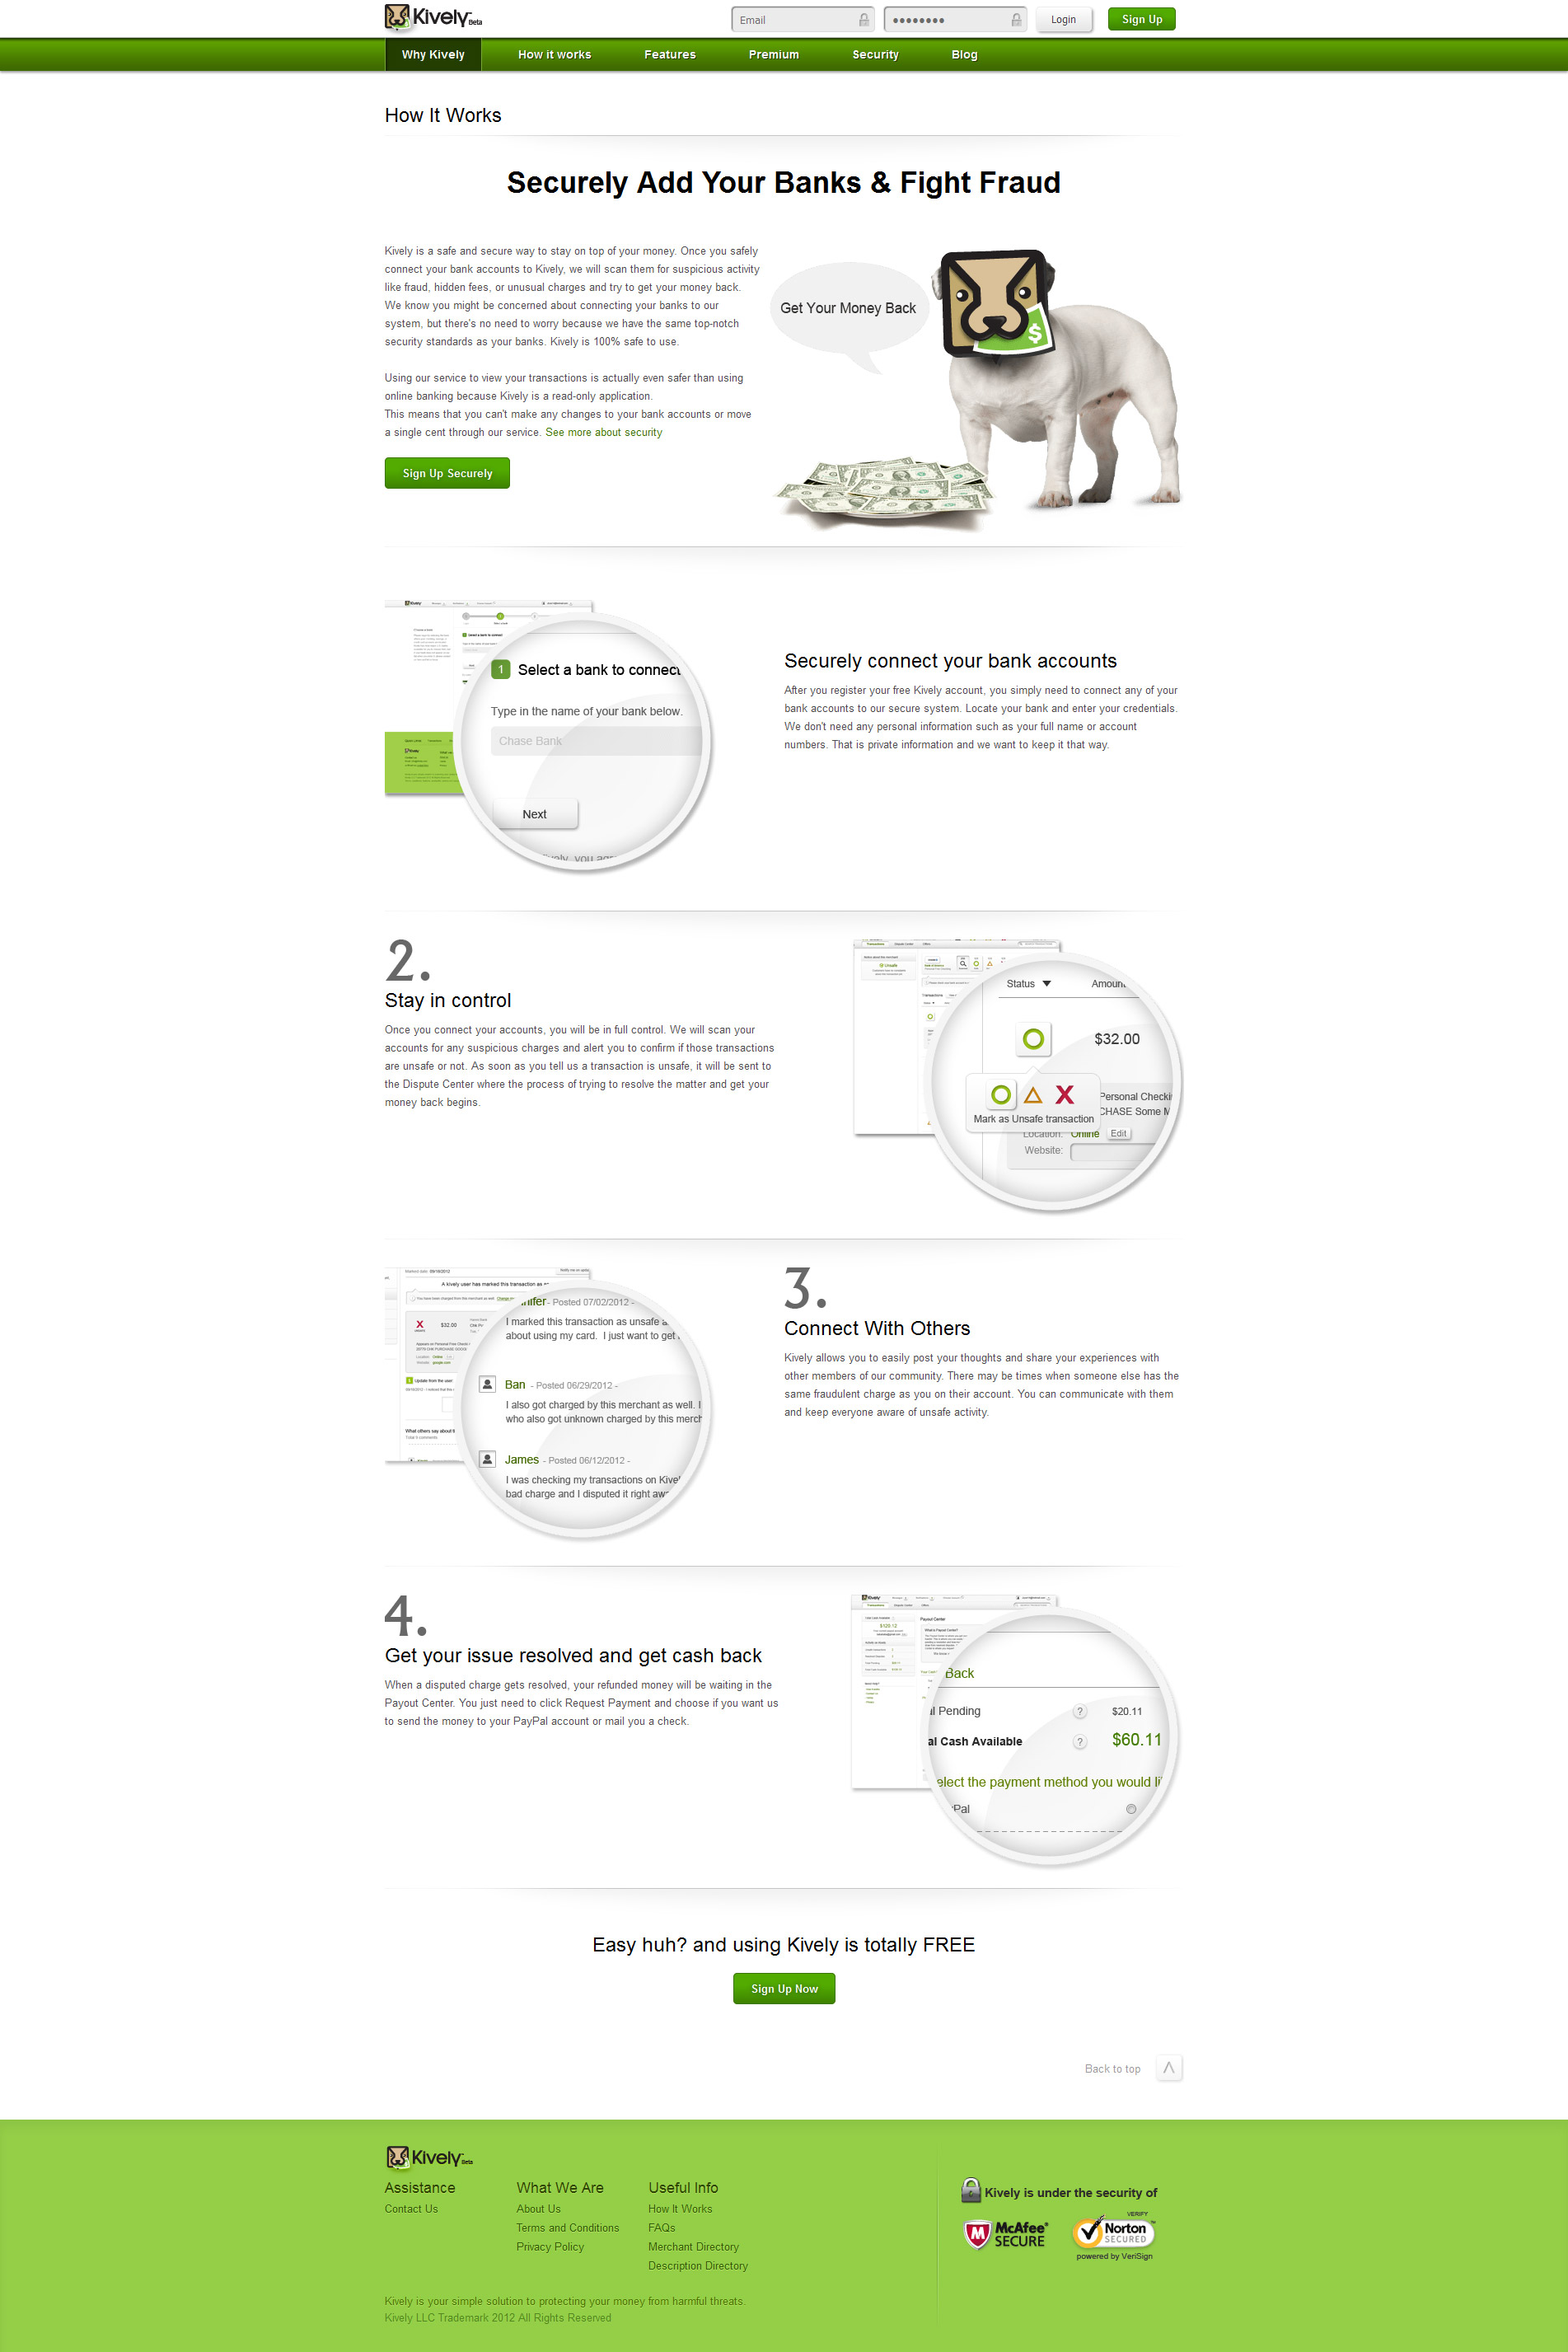 Kively Beta
Email
Login
Sign Up
Why Kively
How it works
Features
Premium
Security
Blog
How It Works
Securely Add Your Banks & Fight Fraud
Kively is a safe and secure way to stay on top of your money. Once you safely
connect your bank accounts to Kively, we will scan them for suspicious activity
like fraud, hidden fees, or unusual charges and try to get your money back.
We know you might be concerned about connecting your banks to our
system, but there's no need to worry because we have the same top-notch
security standards as your banks. Kively is 100% safe to use.
Using our service to view your transactions is actually even safer than using
online banking because Kively is a read-only application.
This means that you can't make any changes to your bank accounts or move
a single cent through our service. See more about security
Sign Up Securely
Get Your Money Back
$
1 Select a bank to connect
Type in the name of your bank below.
Chase Bank
Next
you
Securely connect your bank accounts
After you register your free Kively account, you simply need to connect any of your
bank accounts to our secure system. Locate your bank and enter your credentials.
We don't need any personal information such as your full name or account
numbers. That is private information and we want to keep it that way.
2.
Stay in control
Once you connect your accounts, you will be in full control. We will scan your
accounts for any suspicious charges and alert you to confirm if those transactions
are unsafe or not. As soon as you tell us a transaction is unsafe, it will be sent to
the Dispute Center where the process of trying to resolve the matter and get your
money back begins.
Status
Amoun
$32.00
Mark as Unsafe transaction
Personal Checki
CHASE Some M
Location: Online Edit
Website:
A kively user has marked this transaction as
X $32.00
nifer - Posted 07/02/2012 -
I marked this transaction as unsafe a
about using my card. I just want to get
Ban - Posted 06/29/2012 -
I also got charged by this merchant as well. I
who also got unknown charged by this merch
James - Posted 06/12/2012 -
I was checking my transactions on Kivel
bad charge and I disputed it right aw
3.
Connect With Others
Kively allows you to easily post your thoughts and share your experiences with
other members of our community. There may be times when someone else has the
same fraudulent charge as you on their account. You can communicate with them
and keep everyone aware of unsafe activity.
4.
Get your issue resolved and get cash back
When a disputed charge gets resolved, your refunded money will be waiting in the
Payout Center. You just need to click Request Payment and choose if you want us
to send the money to your PayPal account or mail you a check.
Back
al Pending ? $20.11
al Cash Available ? $60.11
elect the payment method you would li
Pal
Easy huh? and using Kively is totally FREE
Sign Up Now
Back to top
Kively Beta
Assistance
Contact Us
What We Are
About Us
Terms and Conditions
Privacy Policy
Useful Info
How It Works
FAQs
Merchant Directory
Description Directory
Kively is under the security of
McAfee SECURE
VERIFY
Norton
SECURED
powered by VeriSign
Kively is your simple solution to protecting your money from harmful threats.
Kively LLC Trademark 2012 All Rights Reserved